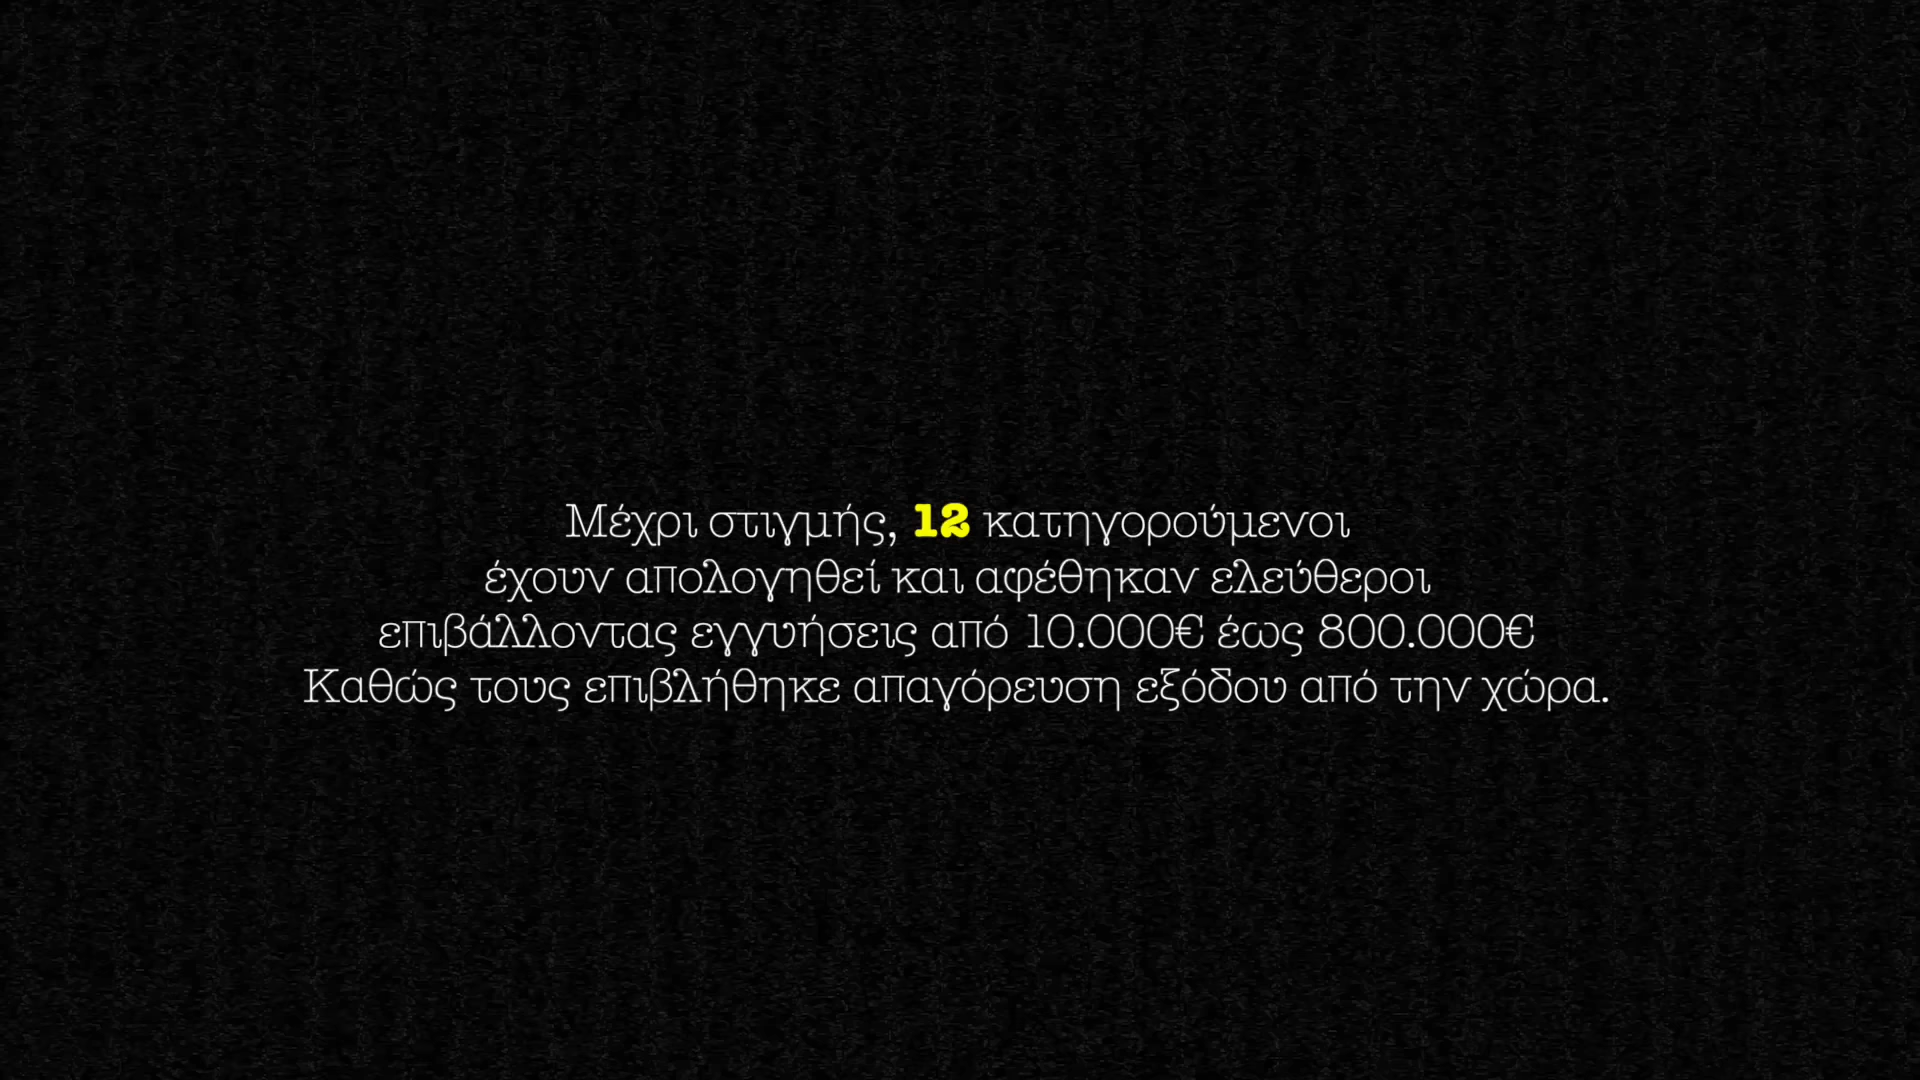 Μέχρι στιγμής, 12 κατηγορούμενοι
έχουν απολογηθεί και αφέθηκαν ελεύθεροι
επιβάλλοντας εγγυήσεις από 10.000€ έως 800.000€
Καθώς τους επιβλήθηκε απαγόρευση εξόδου από την χώρα.